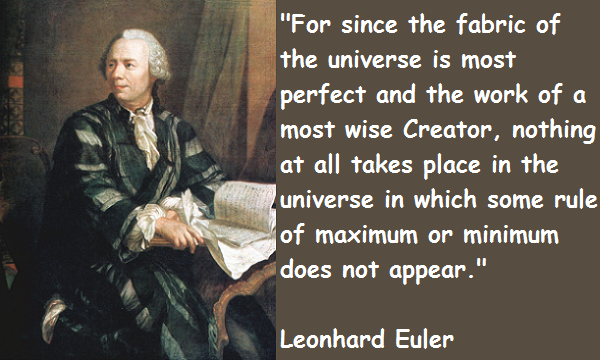 "For since the fabric of
the universe is most
perfect and the work of a
most wise Creator, nothing
at all takes place in the
universe in which some rule
of maximum or minimum
does not appear."
Leonhard Euler